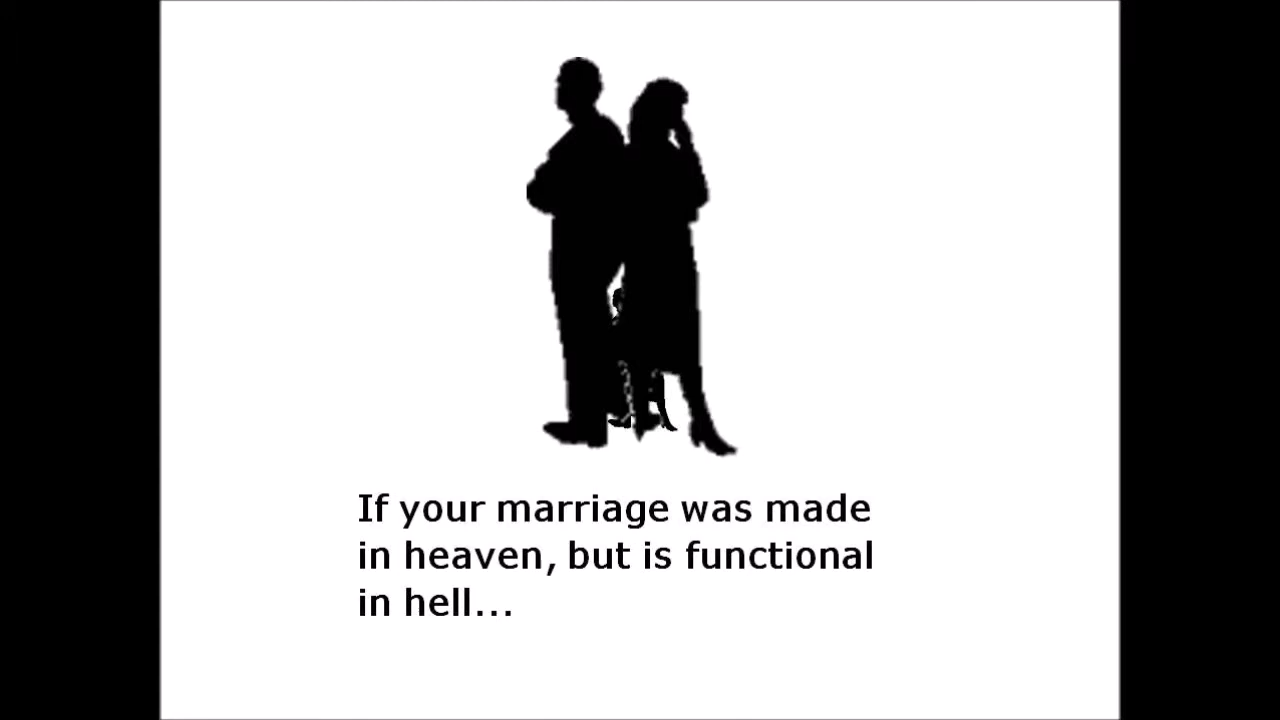 If your marriage was made
in heaven, but is functional
in hell...